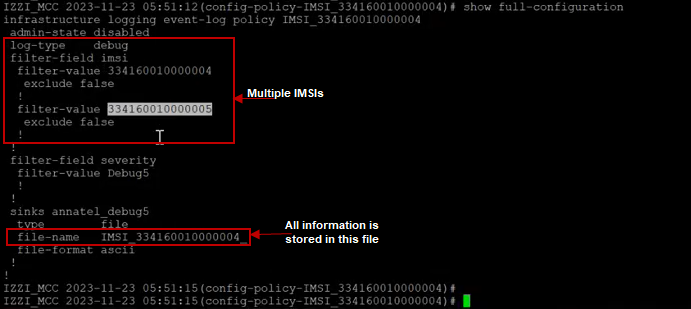 IZZI_MCC 2023-11-23 05:51:12(config-policy-IMSI_334160010000004)# show full-configuration
infrastructure logging event-log policy IMSI_334160010000004
admin-state disabled
log-type debug
filter-field imsi
filter-value 334160010000004
exclude false
!
filter-value 334160010000005
exclude false
!
!
Multiple IMSIs
filter-field severity
filter-value Debug5
!
!
sinks annatel_debug5
type file
file-name IMSI_334160010000004_
file-format ascii
!
!
All information is
stored in this file
IZZI_MCC 2023-11-23 05:51:15(config-policy-IMSI_334160010000004)#
IZZI_MCC 2023-11-23 05:51:15(config-policy-IMSI_334160010000004)#